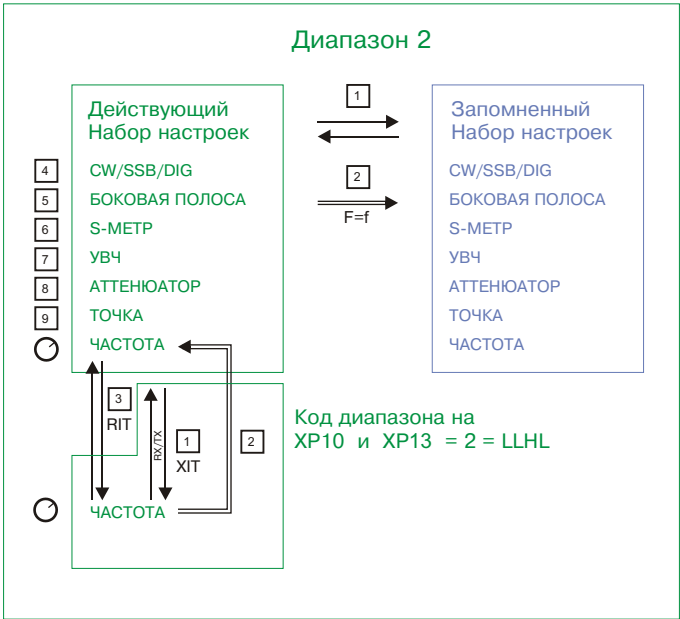 Диапазон 2
1
Действующий
Набор настроек
Запомненный
Набор настроек
2
F=f
4
CW/SSB/DIG
5
БОКОВАЯ ПОЛОСА
6
S-МЕТР
7
УВЧ
8
АТТЕНЮАТОР
9
ТОЧКА
ЧАСТОТА
CW/SSB/DIG
БОКОВАЯ ПОЛОСА
S-МЕТР
УВЧ
АТТЕНЮАТОР
ТОЧКА
ЧАСТОТА
3
RIT
RX/TX
1
XIT
2
Код диапазона на
XP10 и XP13 = 2 = LLHL
ЧАСТОТА